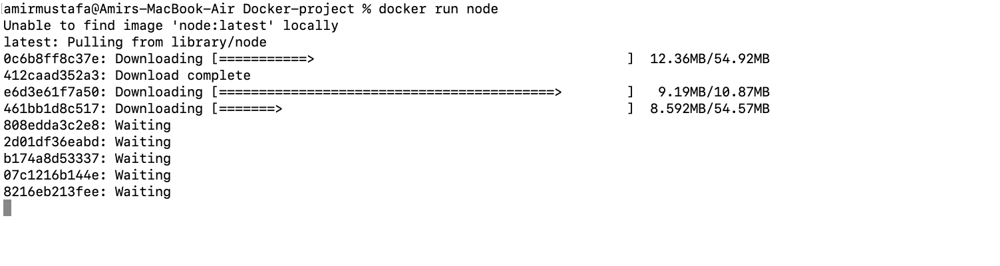 amirmustafa@Amirs-MacBook-Air Docker-project % docker run node
Unable to find image 'node:latest' locally
latest: Pulling from library/node
0c6b8ff8c37e: Downloading [===========>                                       ]  12.36MB/54.92MB
412caad352a3: Download complete
e6d3e61f7a50: Downloading [==========================================>        ]   9.19MB/10.87MB
461bb1d8c517: Downloading [=======>                                           ]  8.592MB/54.57MB
808edda3c2e8: Waiting
2d01df36eabd: Waiting
b174a8d53337: Waiting
07c1216b144e: Waiting
8216eb213fee: Waiting